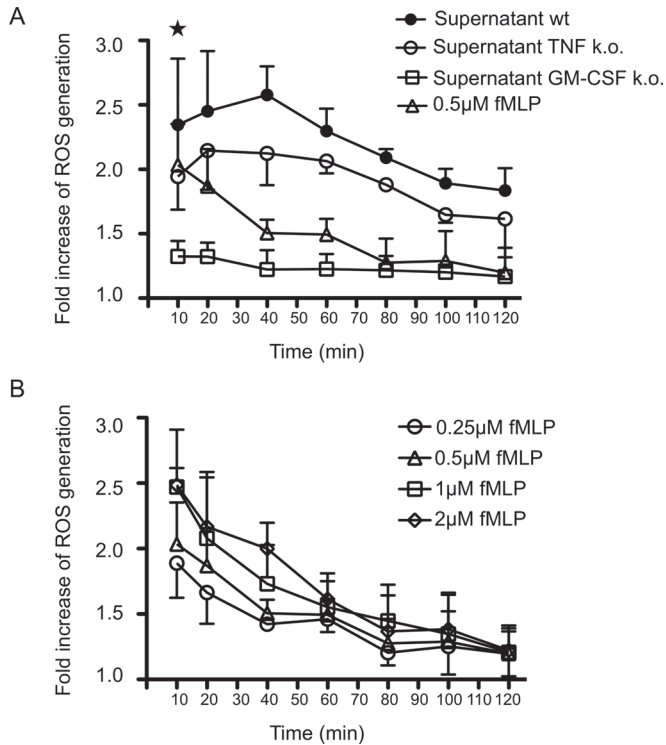 A
Supernatant wt
Supernatant TNF k.o.
Supernatant GM-CSF k.o.
0.5µM fMLP
Fold increase of ROS generation
3.0
2.5
2.0
1.5
1.0
10 20 30 40 50 60 70 80 90 100 110 120
Time (min)
B
0.25µM fMLP
0.5µM fMLP
1µM fMLP
2µM fMLP
Fold increase of ROS generation
3.0
2.5
2.0
1.5
1.0
10 20 30 40 50 60 70 80 90 100 110 120
Time (min)